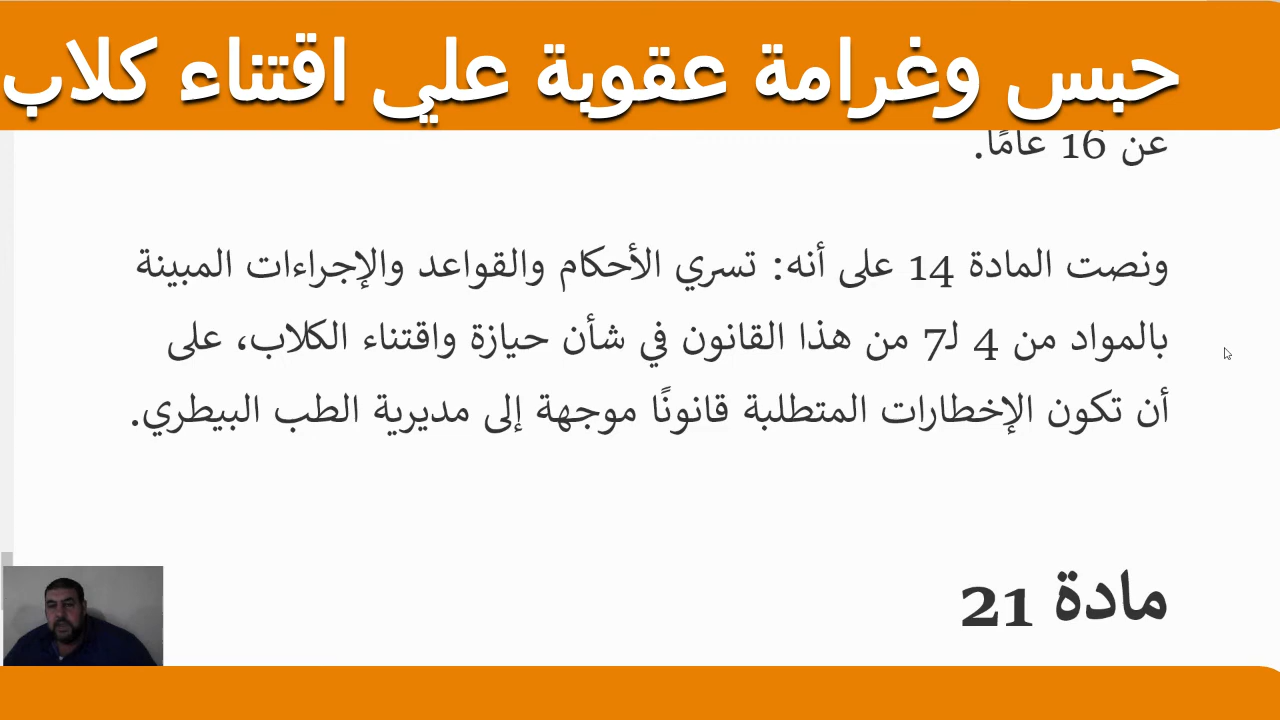 حبس وغرامة عقوبة علي اقتناء كلاب
عن 16 عامًا.
ونصت المادة 14 على أنه: تسري الأحكام والقواعد والإجراءات المبينة
بالمواد من 4 لـ7 من هذا القانون في شأن حيازة واقتناء الكلاب، على
أن تكون الإخطارات المتطلبة قانونًا موجهة إلى مديرية الطب البيطري.
مادة 21